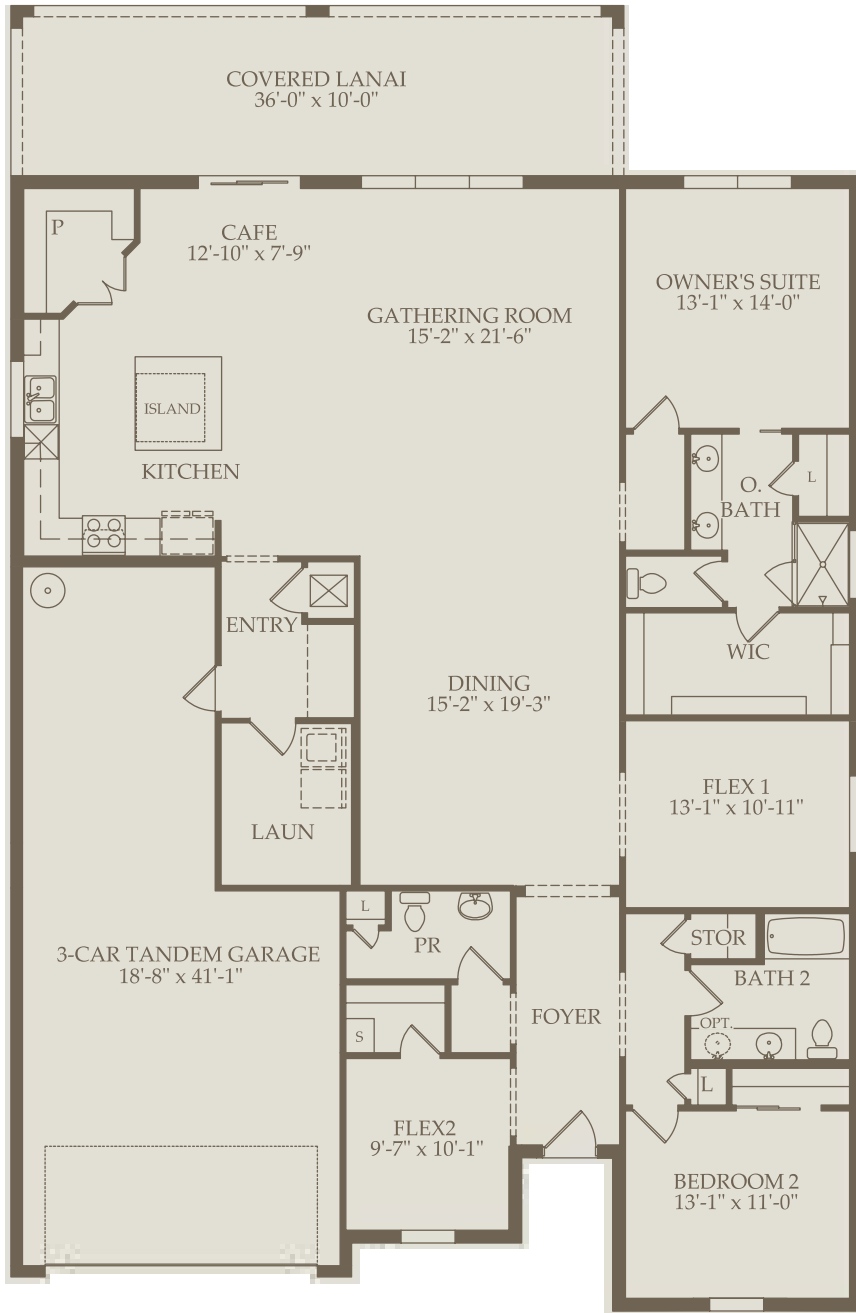 COVERED LANAI
36'-0" x 10'-0"
P
CAFE
12'-10" x 7'-9"
OWNER'S SUITE
13'-1" x 14'-0"
GATHERING ROOM
15'-2" x 21'-6"
ISLAND
KITCHEN
L
O.
BATH
ENTRY
WIC
DINING
15'-2" x 19'-3"
FLEX 1
13'-1" x 10'-11"
LAUN
L
PR
STOR
3-CAR TANDEM GARAGE
18'-8" x 41'-1"
BATH 2
FOYER
OPT.
S
L
FLEX2
9'-7" x 10'-1"
BEDROOM 2
13'-1" x 11'-0"